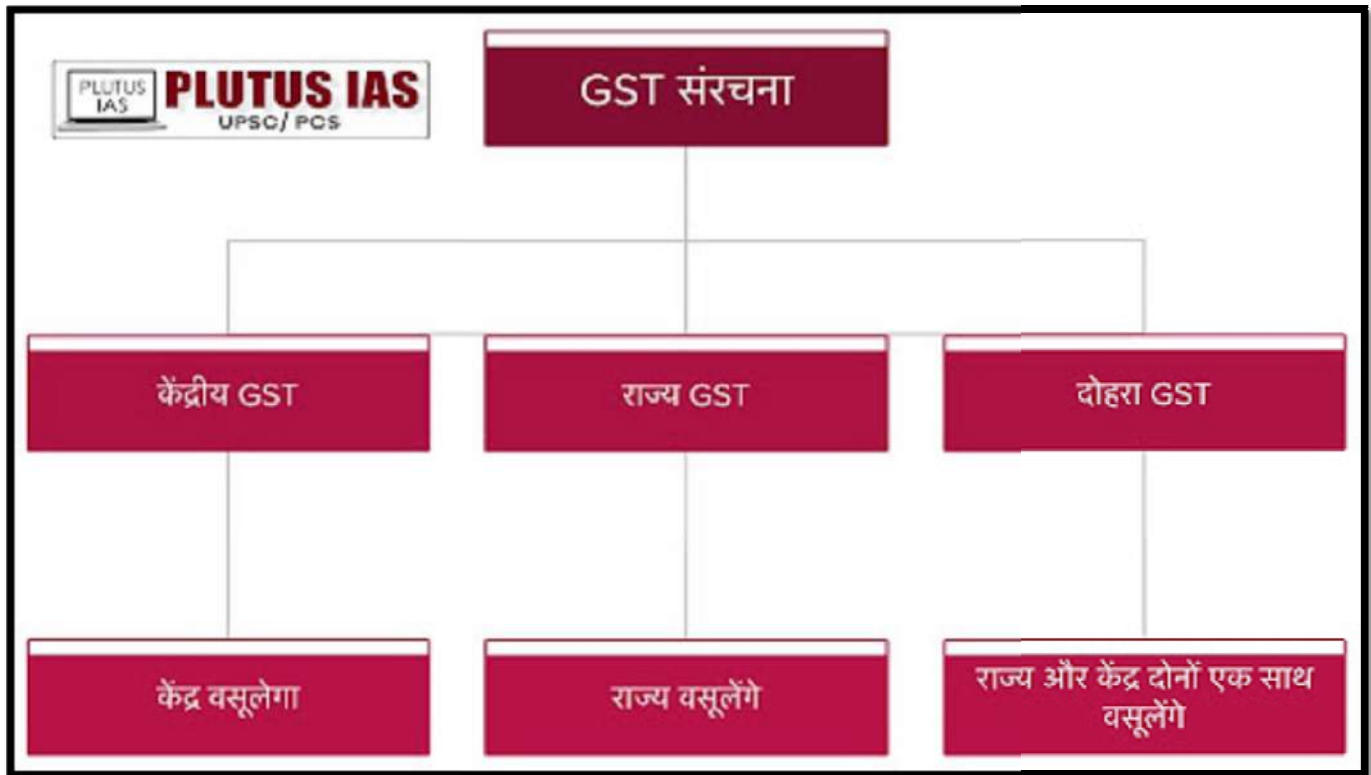 PLUTUS IAS
PLUTUS IAS
UPSC/ PCS
GST संरचना
केंद्रीय GST
राज्य GST
दोहरा GST
केंद्र वसूलेगा
राज्य वसूलेंगे
राज्य और केंद्र दोनों एक साथ
वसूलेंगे